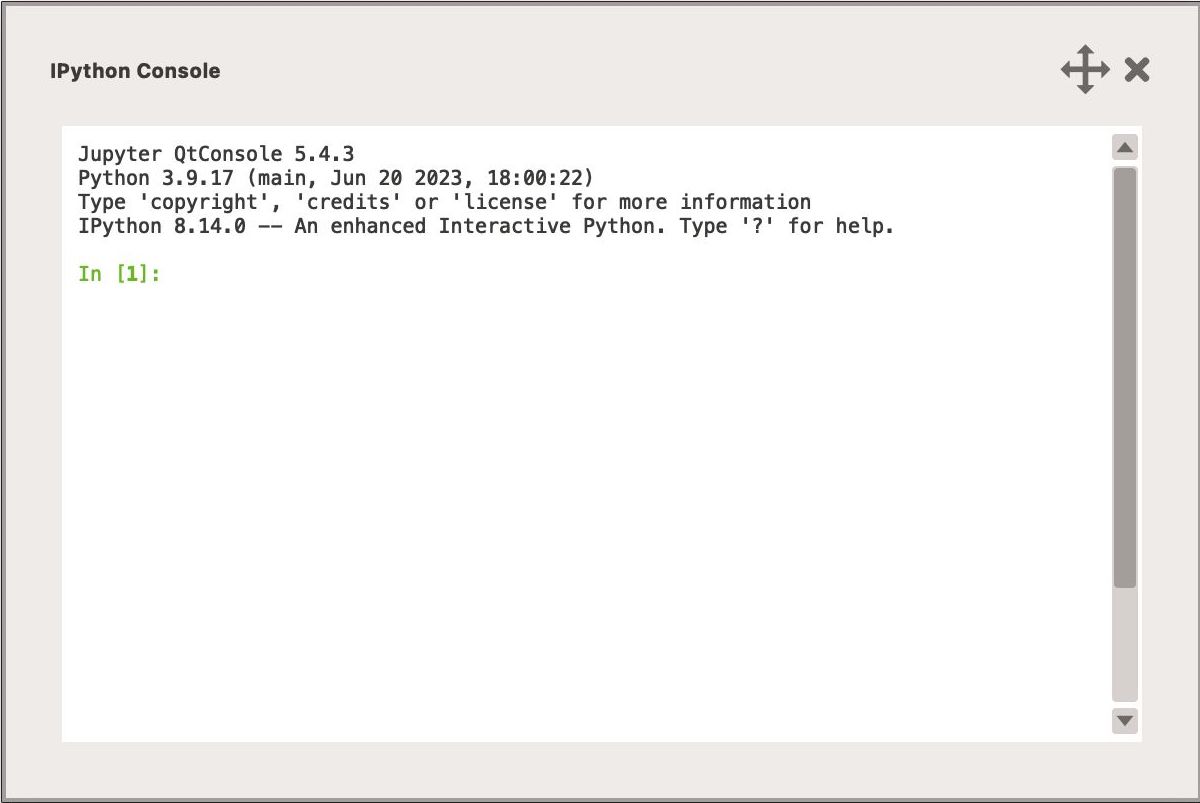 IPython Console
Jupyter QtConsole 5.4.3
Python 3.9.17 (main, Jun 20 2023, 18:00:22)
Type 'copyright', 'credits' or 'license' for more information
IPython 8.14.0 -- An enhanced Interactive Python. Type '?' for help.
In [1]: